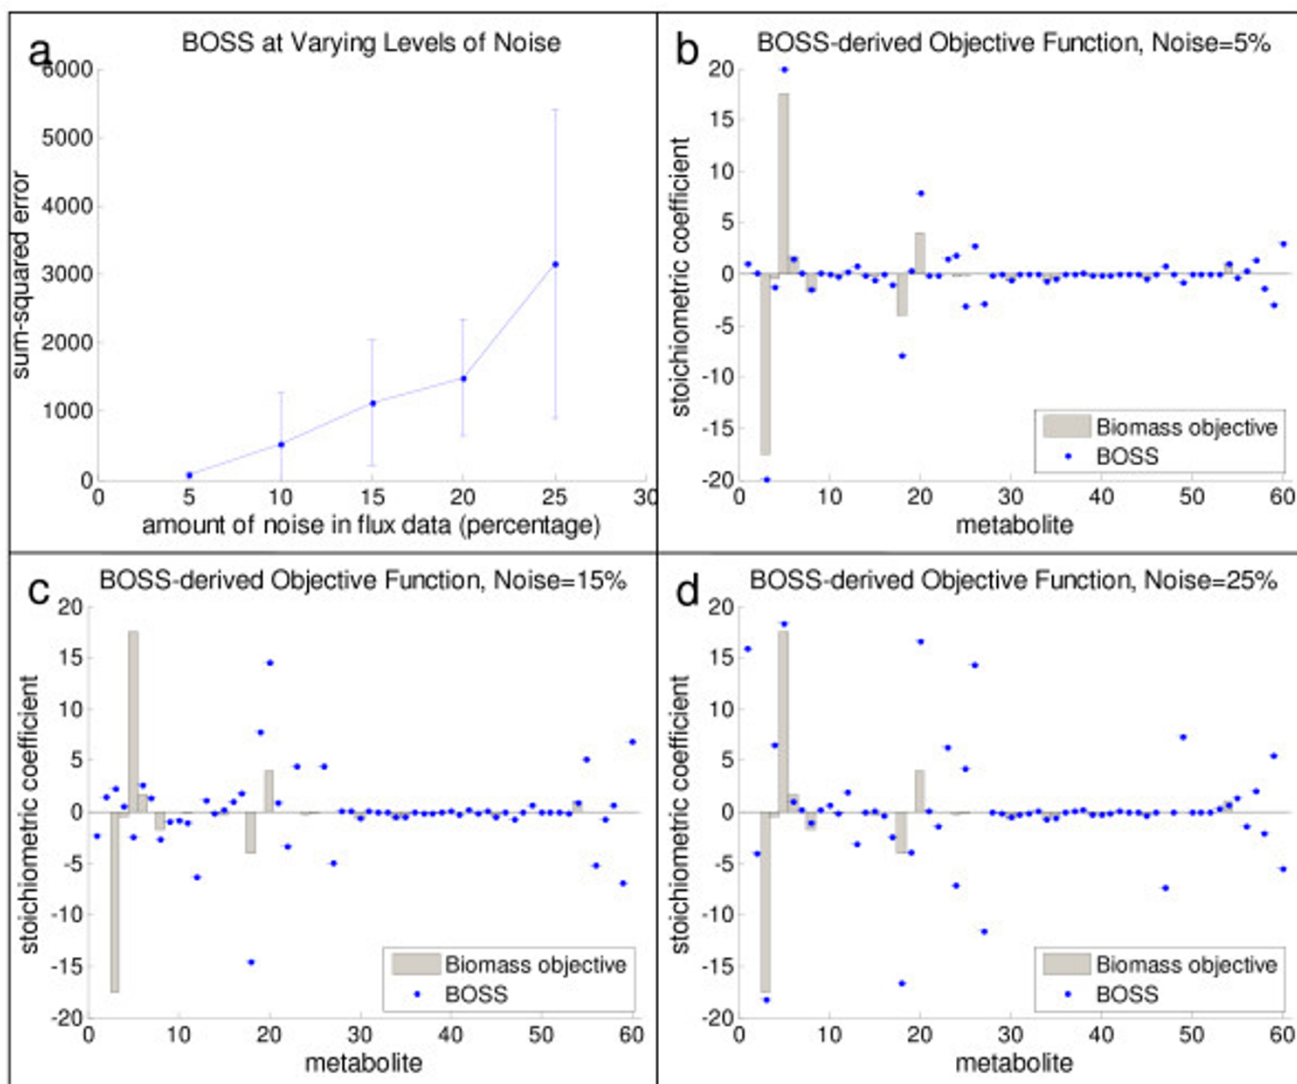 a
BOSS at Varying Levels of Noise
6000
5000
4000
3000
2000
1000
0
sum-squared error
0 5 10 15 20 25 30
amount of noise in flux data (percentage)
b
BOSS-derived Objective Function, Noise=5%
20
15
10
5
0
-5
-10
-15
-20
stoichiometric coefficient
Biomass objective
BOSS
0 10 20 30 40 50 60
metabolite
c
BOSS-derived Objective Function, Noise=15%
20
15
10
5
0
-5
-10
-15
-20
stoichiometric coefficient
Biomass objective
BOSS
0 10 20 30 40 50 60
metabolite
d
BOSS-derived Objective Function, Noise=25%
20
15
10
5
0
-5
-10
-15
-20
stoichiometric coefficient
Biomass objective
BOSS
0 10 20 30 40 50 60
metabolite